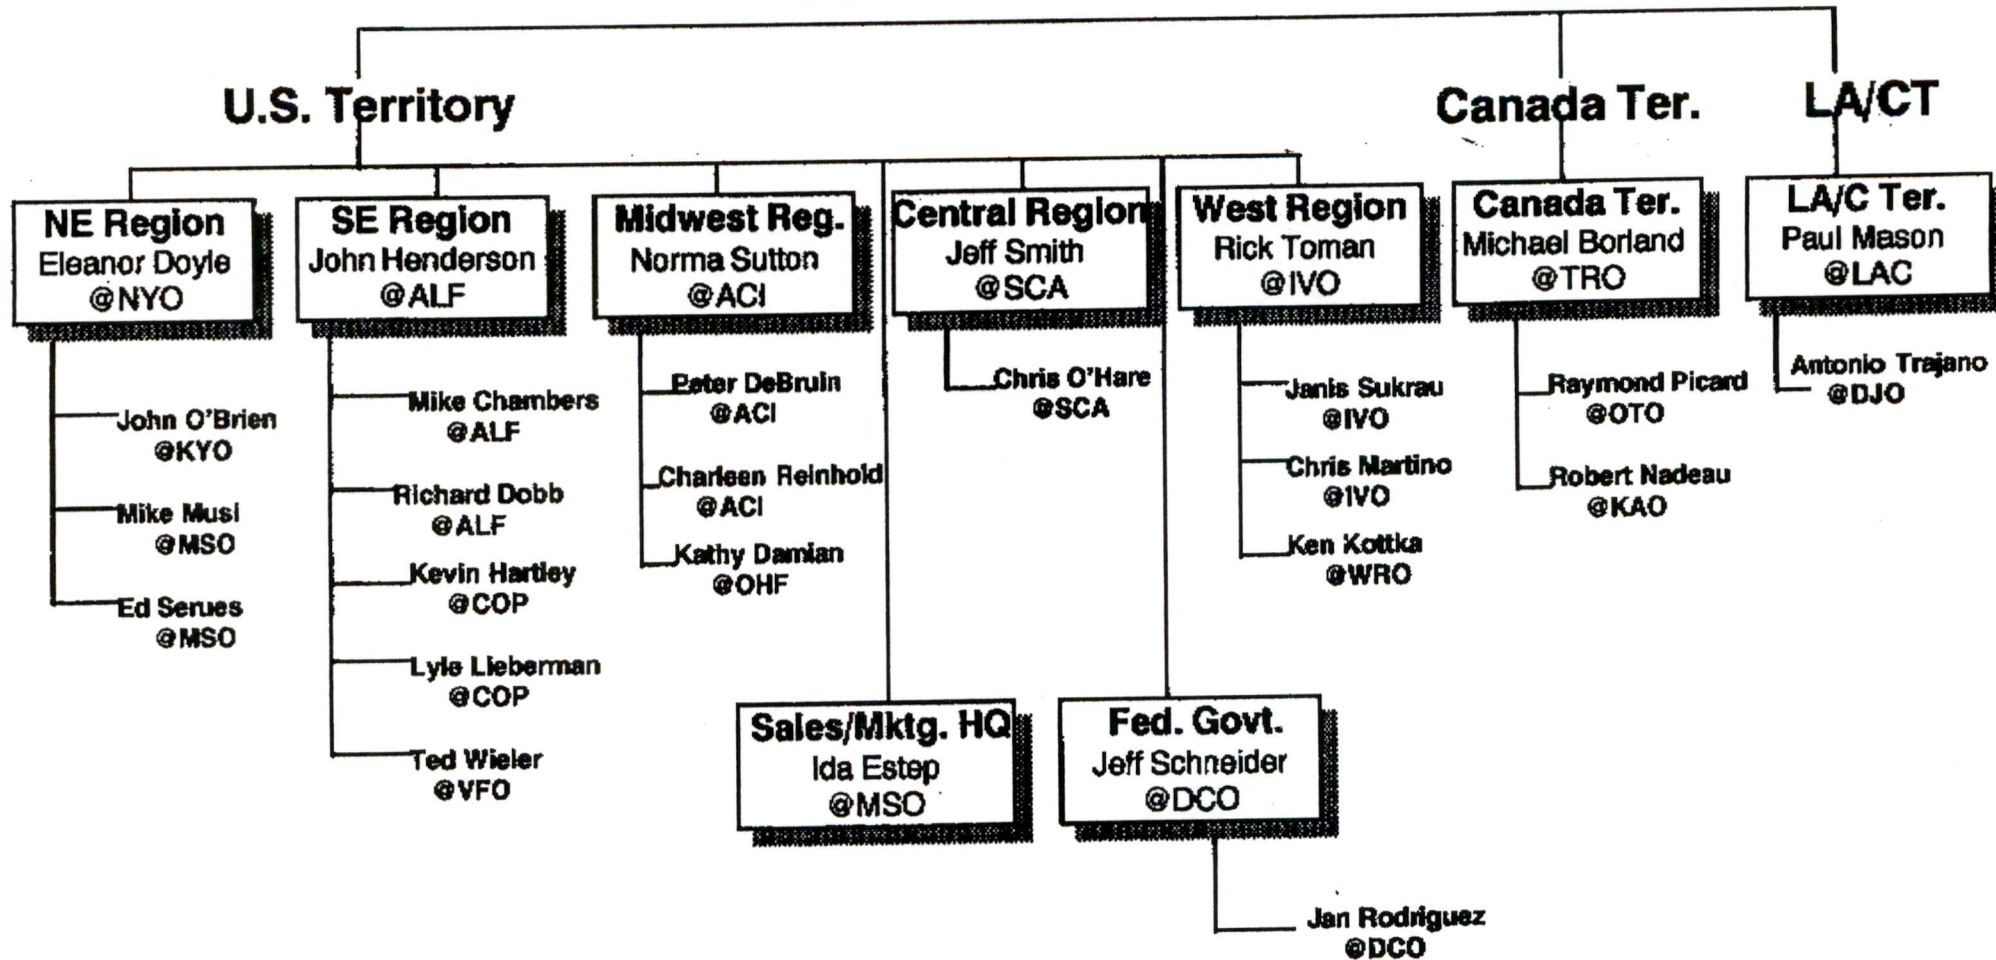 U.S. Territory
Canada Ter.
LA/CT
NE Region
Eleanor Doyle
@NYO
John O'Brien
@KYO
Mike Musi
@MSO
Ed Serues
@MSO
SE Region
John Henderson
@ALF
Mike Chambers
@ALF
Richard Dobb
@ALF
Kevin Hartley
@COP
Lyle Lieberman
@COP
Ted Wieler
@VFO
Midwest Reg.
Norma Sutton
@ACI
Peter DeBruin
@ACI
Charleen Reinhold
@ACI
Kathy Damian
@OHF
Central Region
Jeff Smith
@SCA
Chris O'Hare
@SCA
West Region
Rick Toman
@IVO
Janis Sukrau
@IVO
Chris Martino
@IVO
Ken Kottka
@WRO
Canada Ter.
Michael Borland
@TRO
Raymond Picard
@OTO
Robert Nadeau
@KAO
LA/C Ter.
Paul Mason
@LAC
Antonio Trajano
@DJO
Sales/Mktg. HQ
Ida Estep
@MSO
Fed. Govt.
Jeff Schneider
@DCO
Jan Rodriguez
@DCO